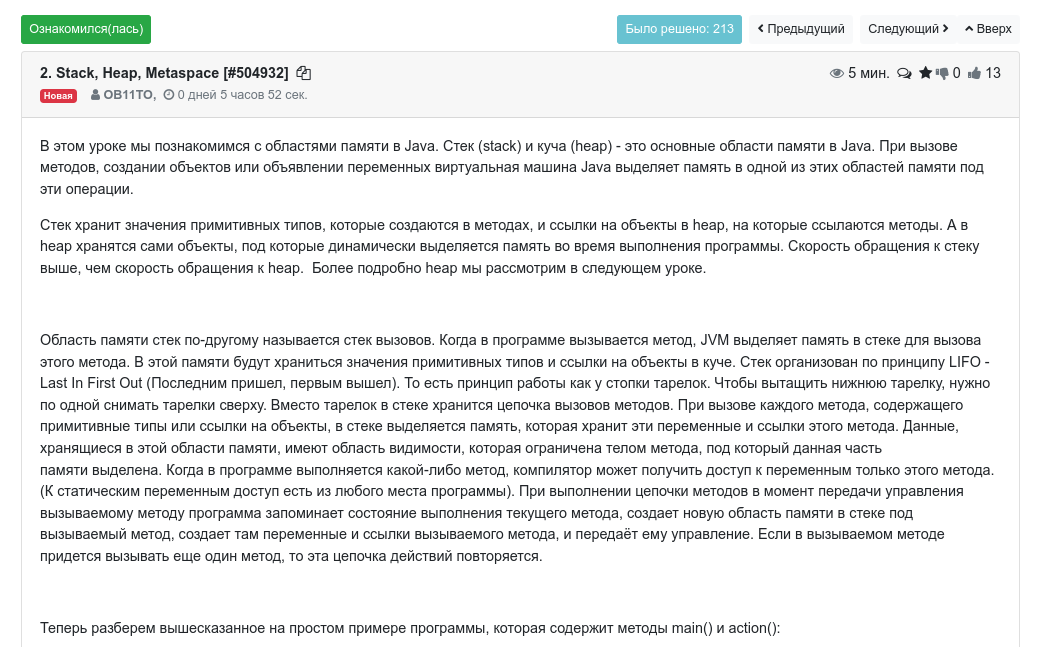 Ознакомился(лась)
Было решено: 213
Предыдущий
Следующий
Вверх
2. Stack, Heap, Metaspace [#504932]
5 мин.
0
13
Новая
OB11TO,
0 дней 5 часов 52 сек.
В этом уроке мы познакомимся с областями памяти в Java. Стек (stack) и куча (heap) - это основные области памяти в Java. При вызове
методов, создании объектов или объявлении переменных виртуальная машина Java выделяет память в одной из этих областей памяти под
эти операции.
Стек хранит значения примитивных типов, которые создаются в методах, и ссылки на объекты в heap, на которые ссылаются методы. А в
heap хранятся сами объекты, под которые динамически выделяется память во время выполнения программы. Скорость обращения к стеку
выше, чем скорость обращения к heap.  Более подробно heap мы рассмотрим в следующем уроке.
Область памяти стек по-другому называется стек вызовов. Когда в программе вызывается метод, JVM выделяет память в стеке для вызова
этого метода. В этой памяти будут храниться значения примитивных типов и ссылки на объекты в куче. Стек организован по принципу LIFO -
Last In First Out (Последним пришел, первым вышел). То есть принцип работы как у стопки тарелок. Чтобы вытащить нижнюю тарелку, нужно
по одной снимать тарелки сверху. Вместо тарелок в стеке хранится цепочка вызовов методов. При вызове каждого метода, содержащего
примитивные типы или ссылки на объекты, в стеке выделяется память, которая хранит эти переменные и ссылки этого метода. Данные,
хранящиеся в этой области памяти, имеют область видимости, которая ограничена телом метода, под который данная часть
памяти выделена. Когда в программе выполняется какой-либо метод, компилятор может получить доступ к переменным только этого метода.
(К статическим переменным доступ есть из любого места программы). При выполнении цепочки методов в момент передачи управления
вызываемому методу программа запоминает состояние выполнения текущего метода, создает новую область памяти в стеке под
вызываемый метод, создает там переменные и ссылки вызываемого метода, и передаёт ему управление. Если в вызываемом методе
придется вызывать еще один метод, то эта цепочка действий повторяется.
Теперь разберем вышесказанное на простом примере программы, которая содержит методы main() и action():